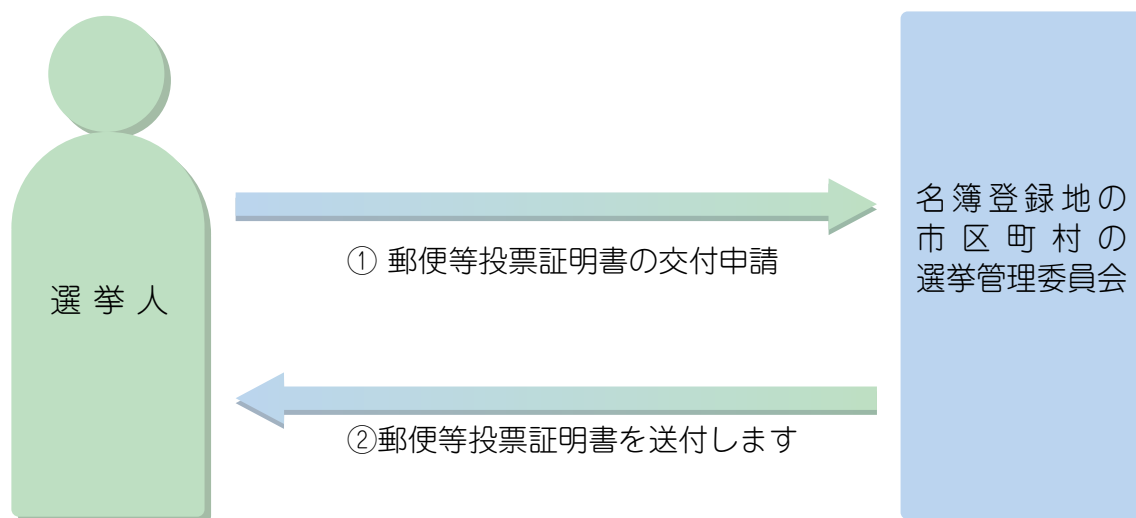 選挙人
① 郵便等投票証明書の交付申請
②郵便等投票証明書を送付します
名簿登録地の
市区町村の
選挙管理委員会